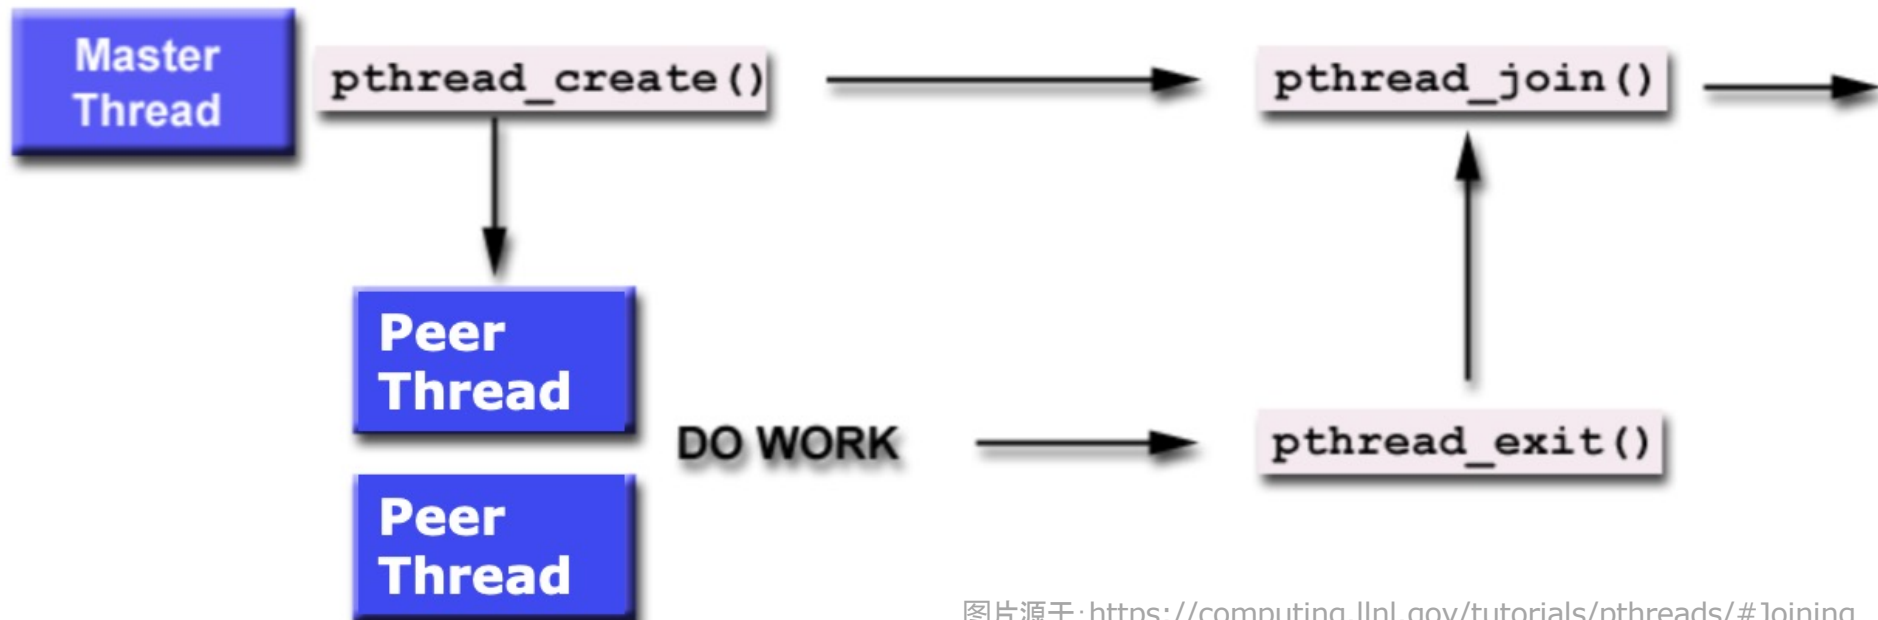 Master
Thread
pthread_create()
pthread_join()
Peer
Thread
DO WORK
pthread_exit()
Peer
Thread
图片源于:https://computing.llnl.gov/tutorials/pthreads/#Joining